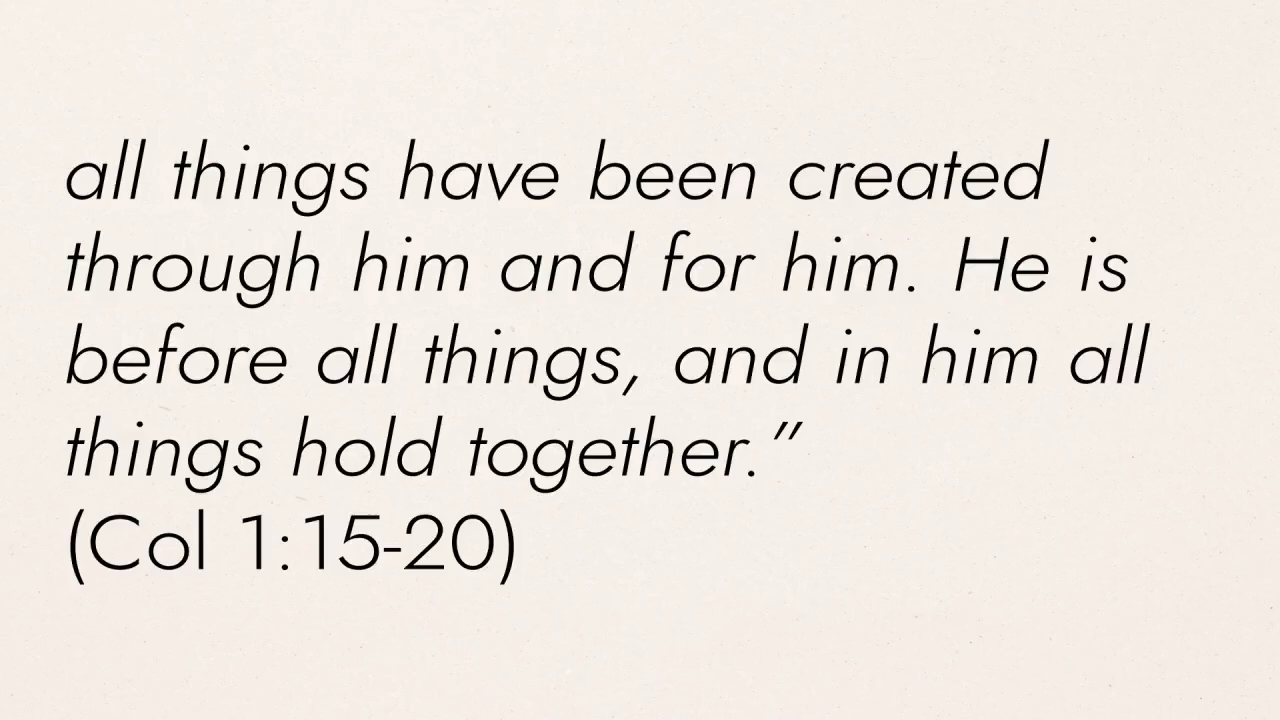 all things have been created
through him and for him. He is
before all things, and in him all
things hold together.”
(Col 1:15-20)